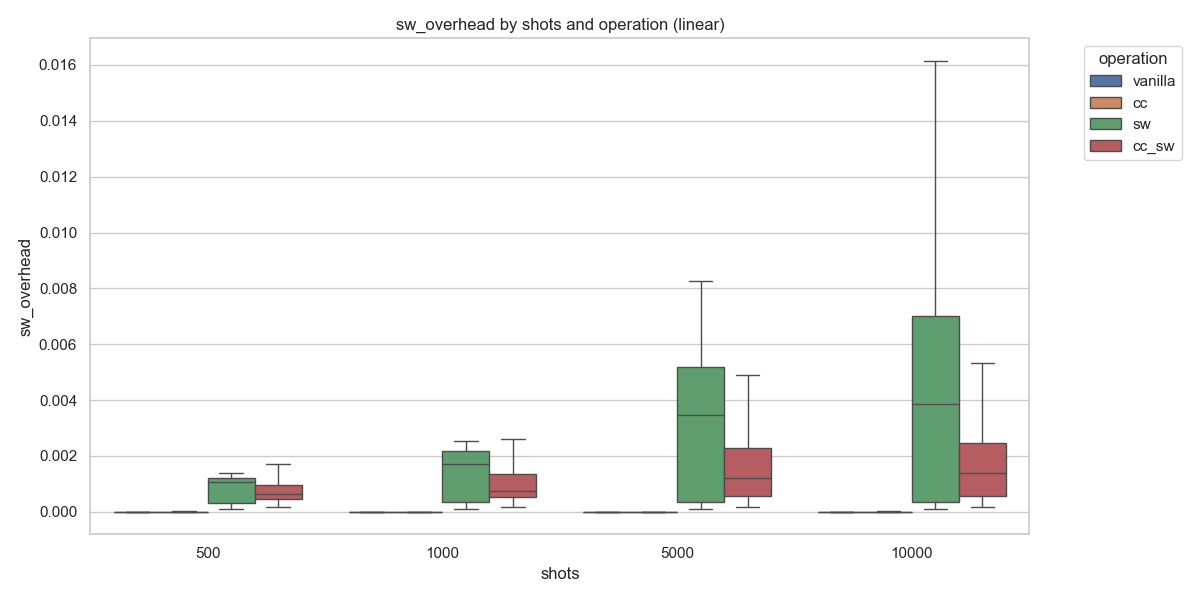 sw_overhead by shots and operation (linear)
operation
vanilla
cc
sw
cc_sw
sw_overhead
0.016
0.014
0.012
0.010
0.008
0.006
0.004
0.002
0.000
500 1000 5000 10000
shots